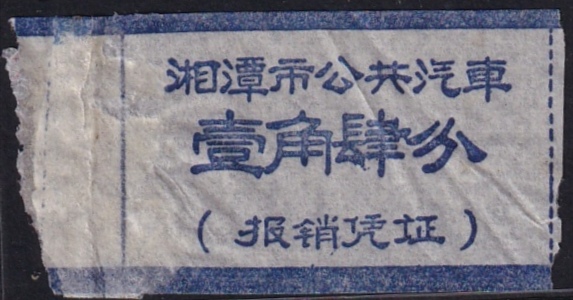 湘潭市公共汽車
壹角肆分
（报销凭证）